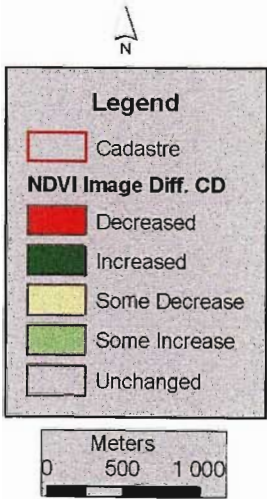 N
Legend
Cadastre
NDVI Image Diff. CD
Decreased
Increased
Some Decrease
Some Increase
Unchanged
Meters
0 500 1 000